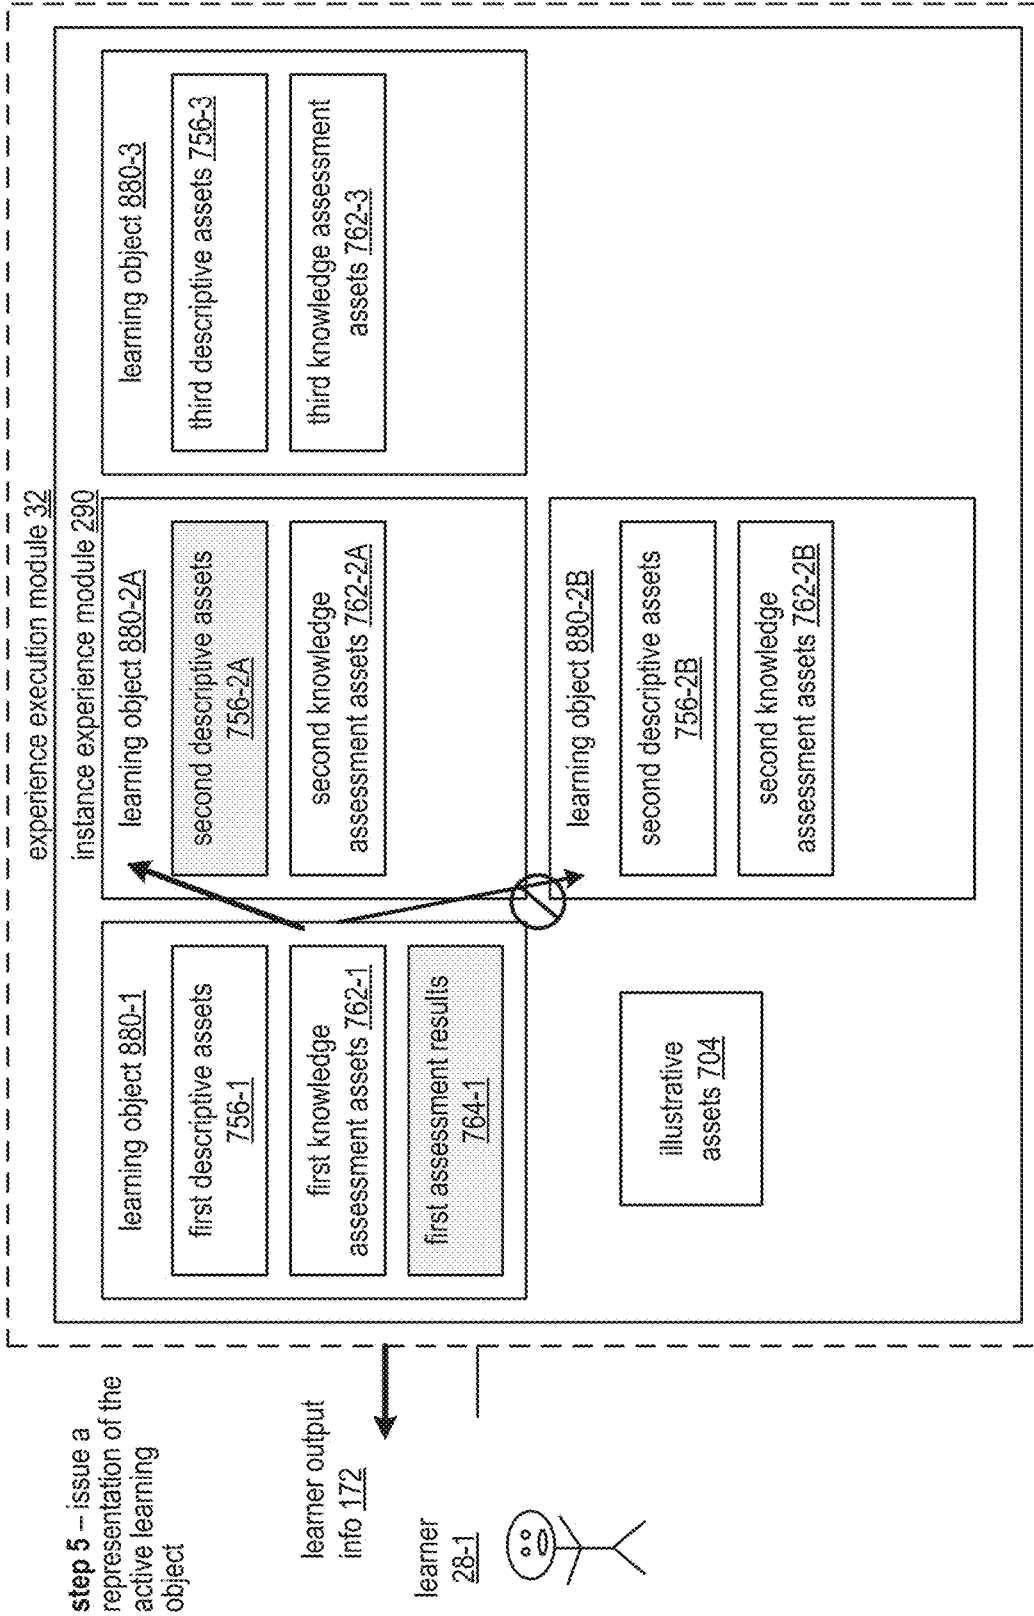 step 5 – issue a
representation of the
active learning
object
learner output
info 172
learner
28-1
experience execution module 32
instance experience module 290
learning object 880-1
first descriptive assets
756-1
first knowledge
assessment assets 762-1
first assessment results
764-1
illustrative
assets 704
learning object 880-2A
second descriptive assets
756-2A
second knowledge
assessment assets 762-2A
learning object 880-2B
second descriptive assets
756-2B
second knowledge
assessment assets 762-2B
learning object 880-3
third descriptive assets 756-3
third knowledge assessment
assets 762-3